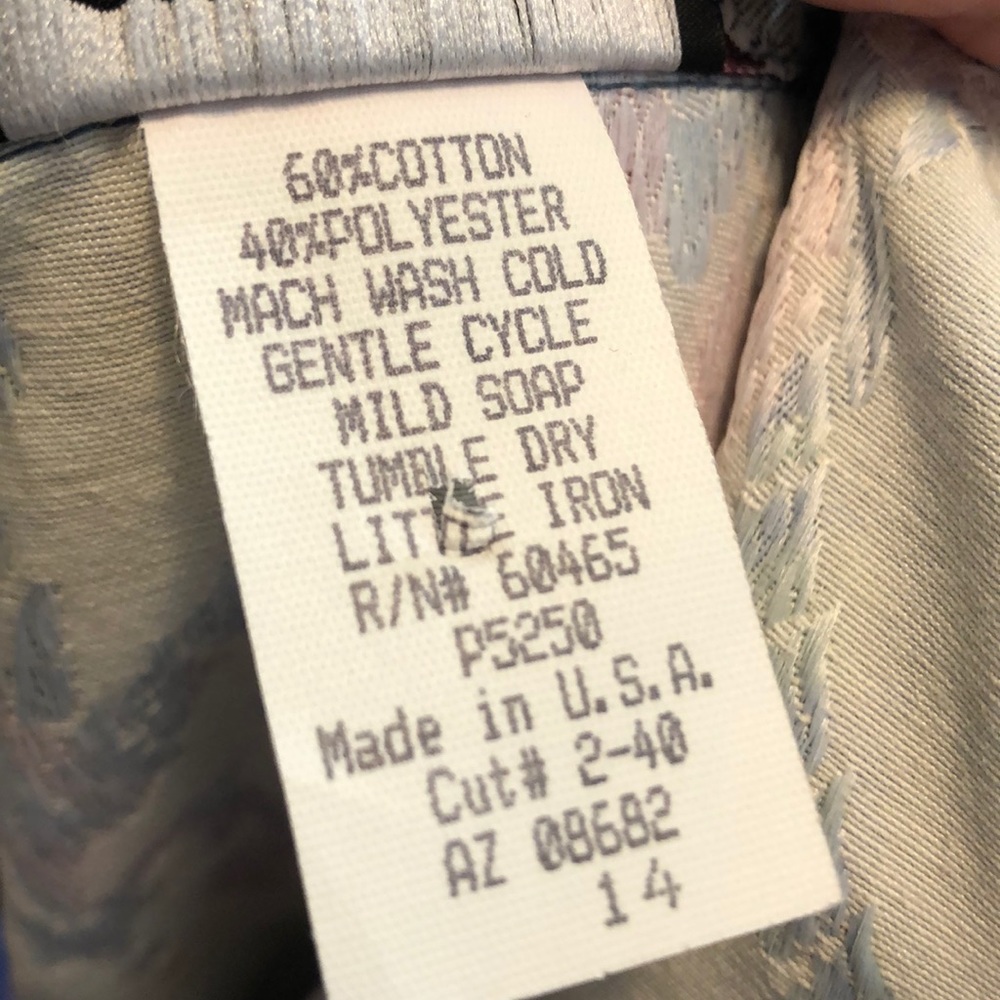 60%COTTON
40%POLYESTER
MACH WASH COLD
GENTLE CYCLE
MILD SOAP
TUMBLE DRY
LITTLE IRON
R/N# 60465
P5250
Made in U.S.A.
Cut# 2-40
AZ 08682
14